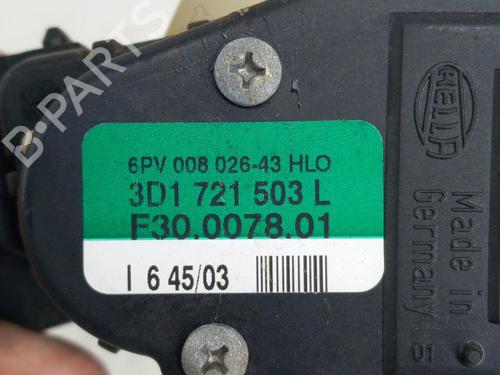 6PV 008 026-43 HLO
3D1 721 503 L
F30.0078.01
I 6 45/03
HELLA
Made in
Germany
01
B-PARTS